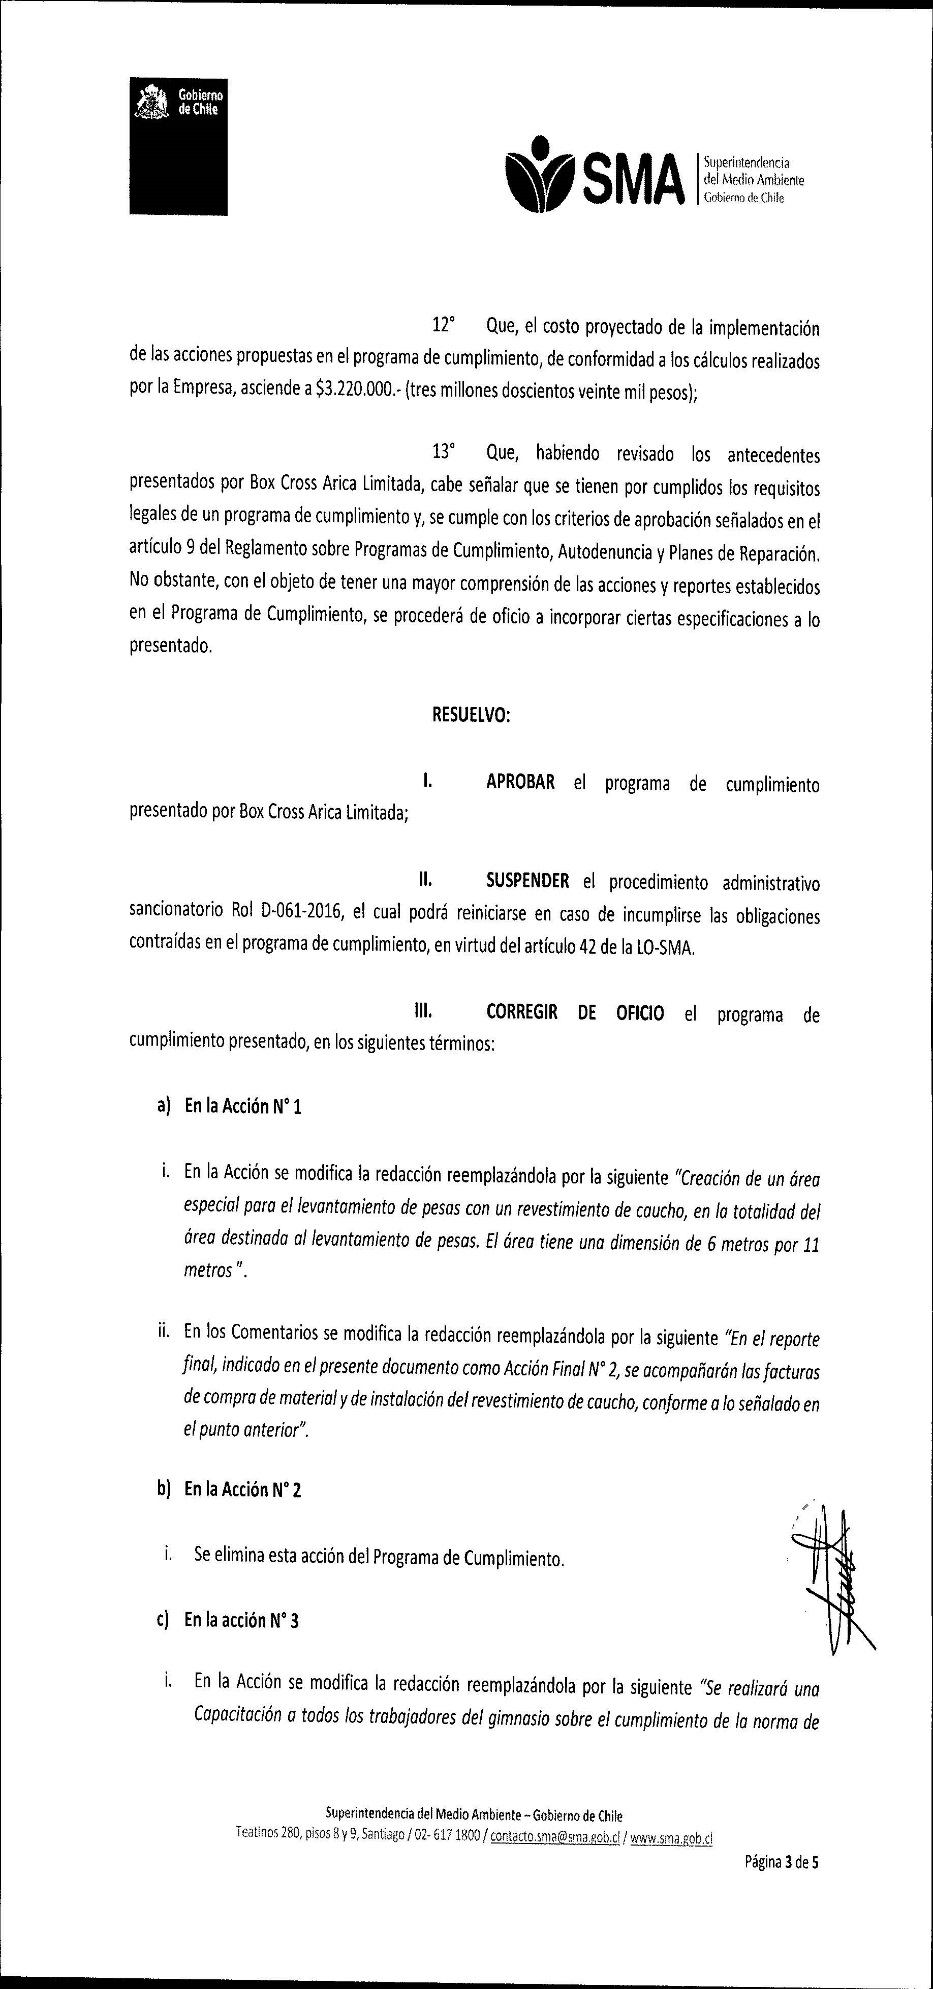 Gobierno
de Chile
SMA
Superintendencia
del Medio Ambiente
Gobierno de Chile
12° Que, el costo proyectado de la implementación
de las acciones propuestas en el programa de cumplimiento, de conformidad a los cálculos realizados
por la Empresa, asciende a $3.220.000.- (tres millones doscientos veinte mil pesos);
13° Que, habiendo revisado los antecedentes
presentados por Box Cross Arica Limitada, cabe señalar que se tienen por cumplidos los requisitos
legales de un programa de cumplimiento y, se cumple con los criterios de aprobación señalados en el
artículo 9 del Reglamento sobre Programas de Cumplimiento, Autodenuncia y Planes de Reparación.
No obstante, con el objeto de tener una mayor comprensión de las acciones y reportes establecidos
en el Programa de Cumplimiento, se procederá de oficio a incorporar ciertas especificaciones a lo
presentado.
RESUELVO:
I. APROBAR el programa de cumplimiento
presentado por Box Cross Arica Limitada;
II. SUSPENDER el procedimiento administrativo
sancionatorio Rol D-061-2016, el cual podrá reiniciarse en caso de incumplirse las obligaciones
contraídas en el programa de cumplimiento, en virtud del artículo 42 de la LO-SMA.
III. CORREGIR DE OFICIO el programa de
cumplimiento presentado, en los siguientes términos:
a) En la Acción N° 1
i. En la Acción se modifica la redacción reemplazándola por la siguiente "Creación de un área
especial para el levantamiento de pesas con un revestimiento de caucho, en la totalidad del
área destinada al levantamiento de pesas. El área tiene una dimensión de 6 metros por 11
metros".
ii. En los Comentarios se modifica la redacción reemplazándola por la siguiente "En el reporte
final, indicado en el presente documento como Acción Final N° 2, se acompañarán las facturas
de compra de material y de instalación del revestimiento de caucho, conforme a lo señalado en
el punto anterior".
b) En la Acción N° 2
i. Se elimina esta acción del Programa de Cumplimiento.
c) En la acción N° 3
i. En la Acción se modifica la redacción reemplazándola por la siguiente "Se realizará una
Capacitación a todos los trabajadores del gimnasio sobre el cumplimiento de la norma de
Superintendencia del Medio Ambiente – Gobierno de Chile
Teatinos 280, pisos 8 y 9, Santiago / 02- 617 1800 / contacto.sma@sma.gob.cl / www.sma.gob.cl
Página 3 de 5